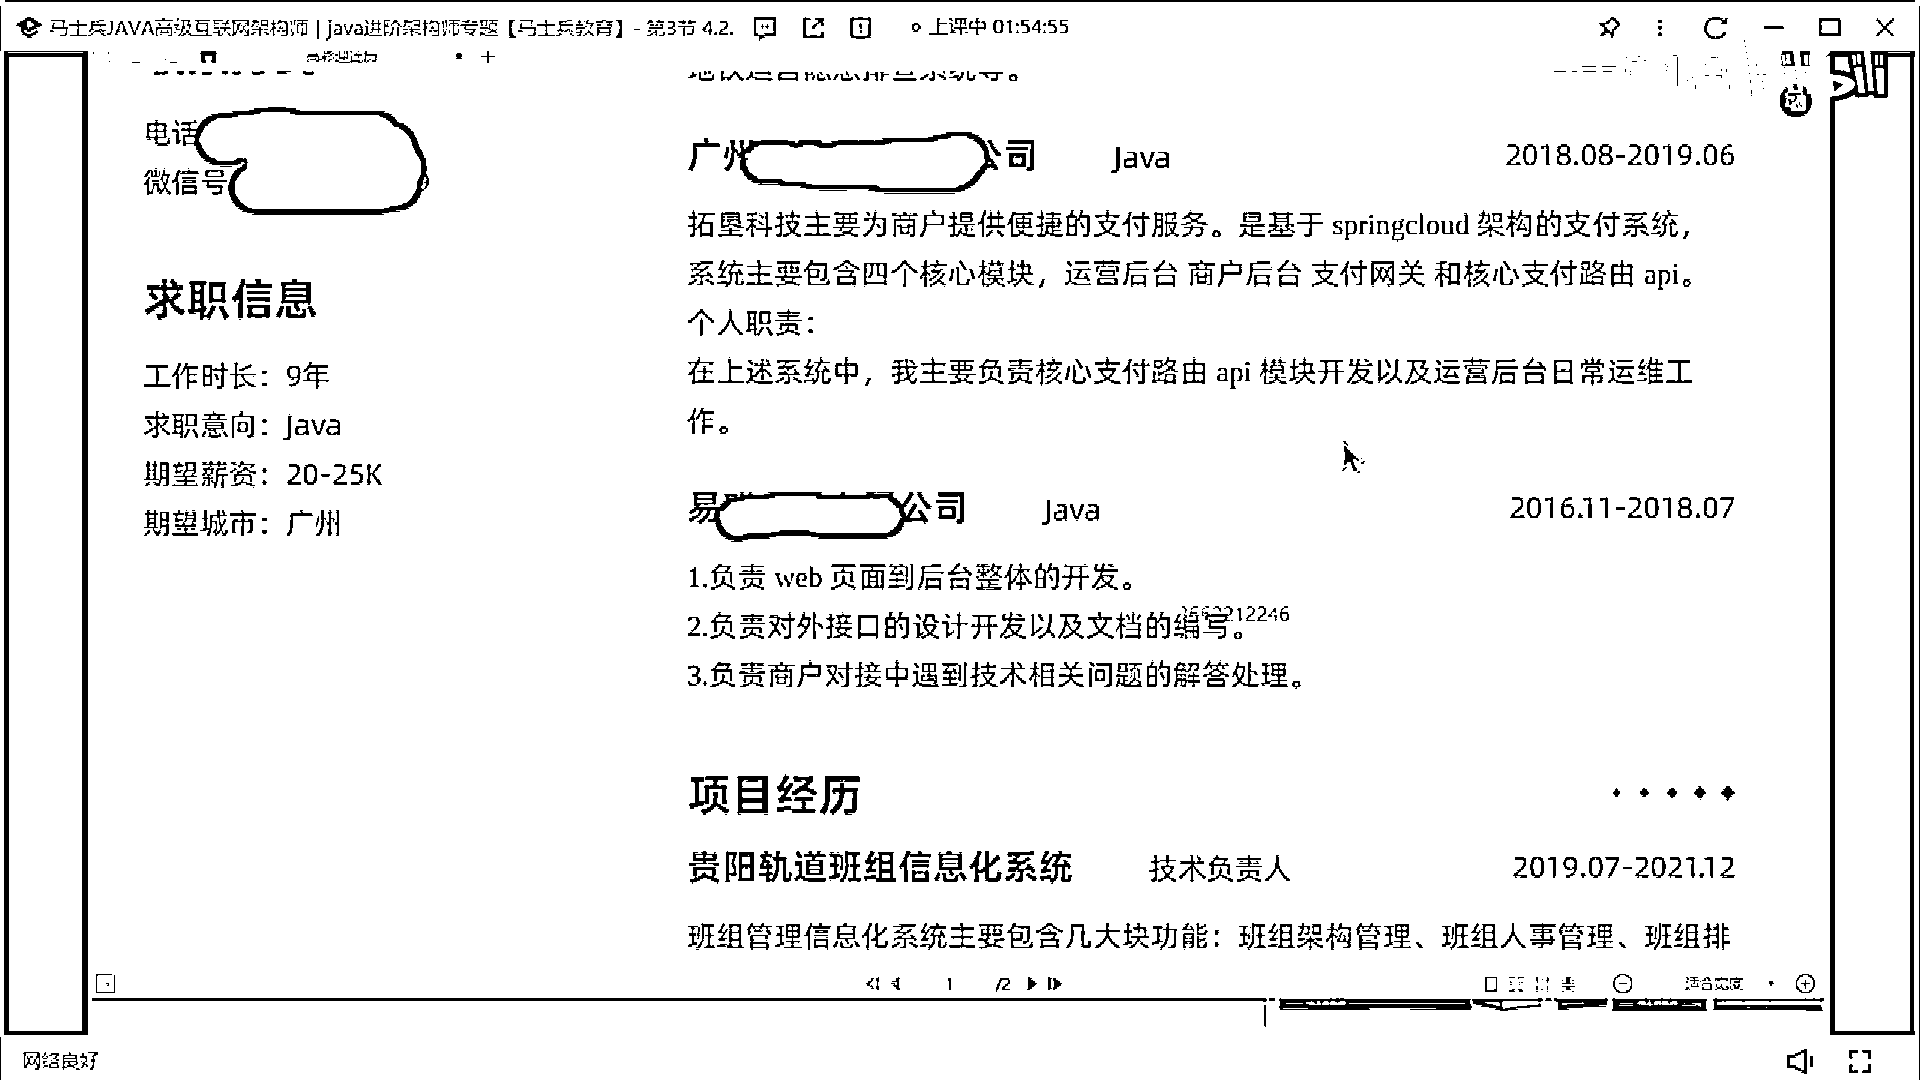 马士兵JAVA高级互联网架构师 | java进阶架构师专题【马士兵教育】- 第3节 4.2.
上课中 01:54:55
电话
微信号
求职信息
工作时长：9年
求职意向：Java
期望薪资：20-25K
期望城市：广州
广州 公司 Java 2018.08-2019.06
拓垦科技主要为商户提供便捷的支付服务。是基于 springcloud 架构的支付系统，
系统主要包含四个核心模块，运营后台 商户后台 支付网关 和核心支付路由 api。
个人职责：
在上述系统中，我主要负责核心支付路由 api 模块开发以及运营后台日常运维工
作。
易 公司 Java 2016.11-2018.07
1.负责 web 页面到后台整体的开发。
2.负责对外接口的设计开发以及文档的编写。
3.负责商户对接中遇到技术相关问题的解答处理。
项目经历
贵阳轨道班组信息化系统 技术负责人 2019.07-2021.12
班组管理信息化系统主要包含几大块功能：班组架构管理、班组人事管理、班组排
1 /2 适合宽度
网络良好